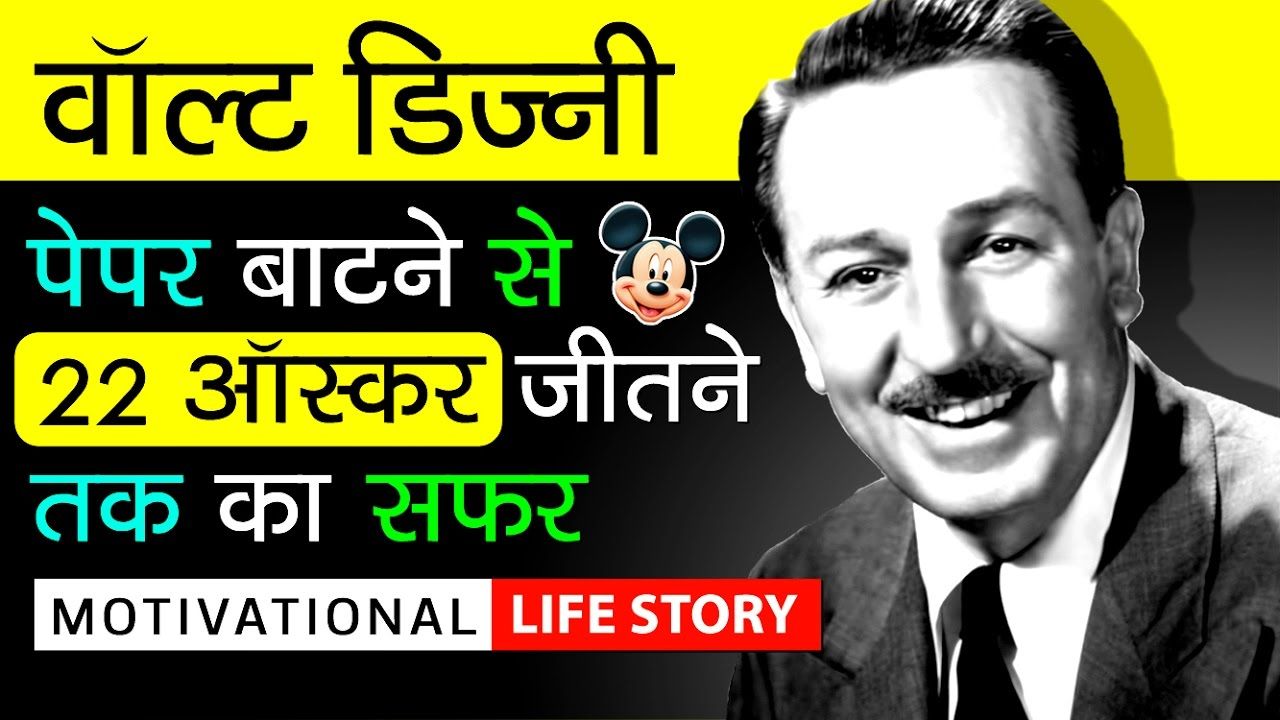 वॉल्ट डिज्नी
पेपर बाटने से
22 ऑस्कर जीतने
तक का सफर
MOTIVATIONAL LIFE STORY